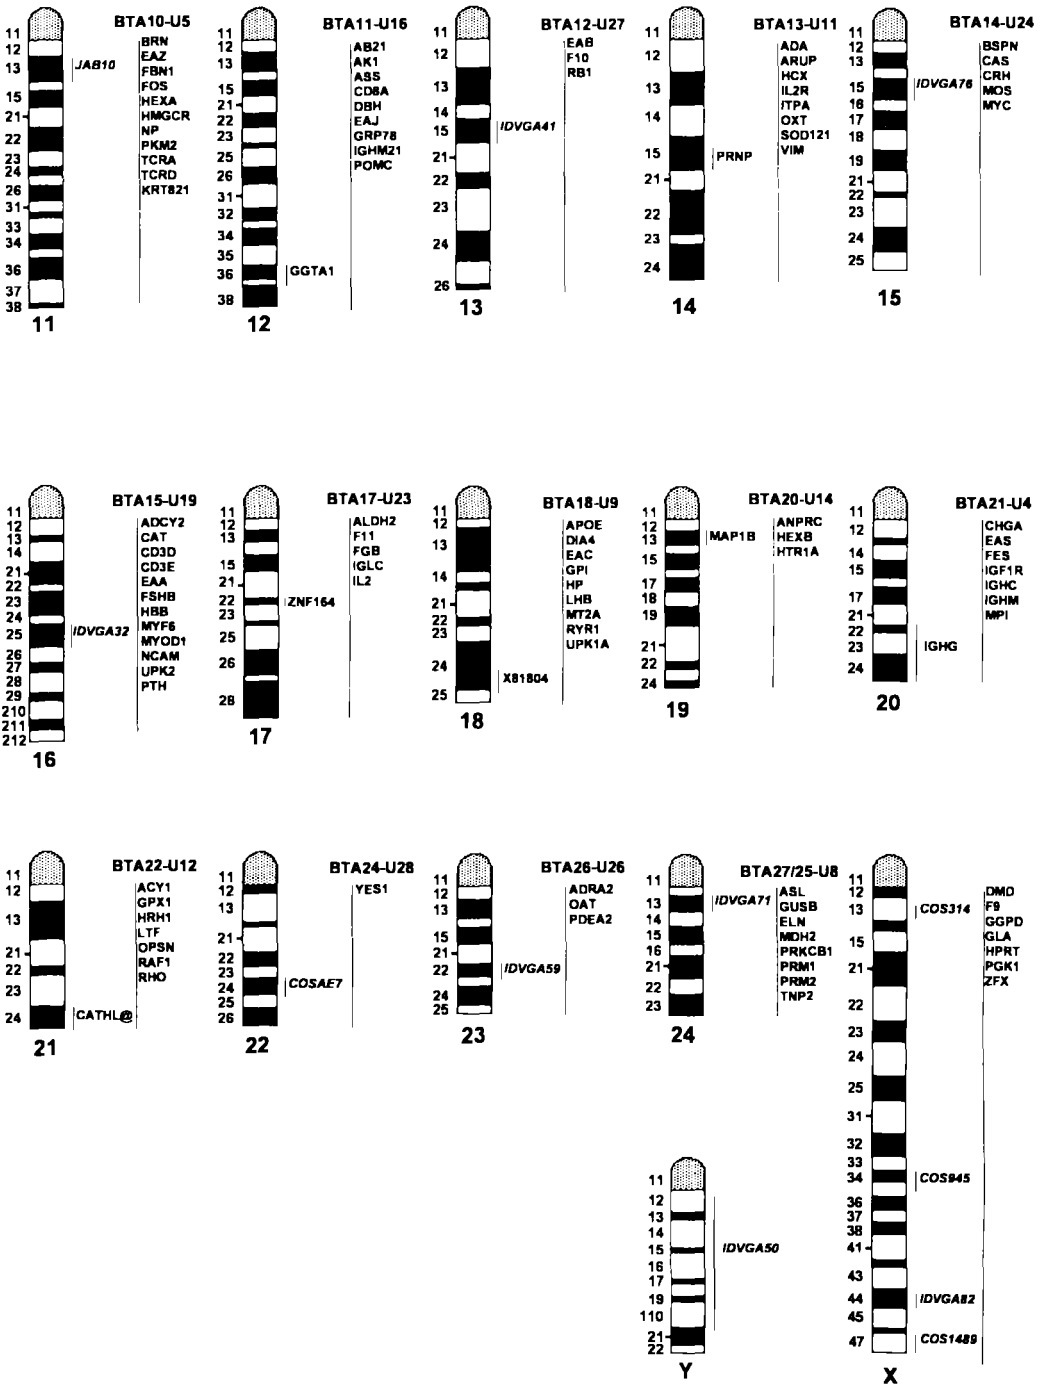 BTA10-U5
11
12
13
15
21
22
23
24
26
31
33
34
36
37
38
JAB10
BRN
EAZ
FBN1
FOS
HEXA
HMGCR
NP
PKM2
TCRA
TCRD
KRT821
11
BTA11-U16
11
12
13
15
21
22
23
25
26
31
32
34
35
36
38
GGTA1
AB21
AK1
ASS
CD8A
DBH
EAJ
GRP78
IGHM21
POMC
12
BTA12-U27
11
12
13
14
15
21
22
23
24
26
IDVGA41
EAB
F10
RB1
13
BTA13-U11
11
12
13
14
15
21
22
23
24
PRNP
ADA
ARUP
HCX
IL2R
ITPA
OXT
SOD121
VIM
14
BTA14-U24
11
12
13
15
16
17
18
19
21
22
23
24
25
IDVGA76
BSPN
CAS
CRH
MOS
MYC
15
BTA15-U19
11
12
13
14
21
22
23
24
25
26
27
28
29
210
211
212
IDVGA32
ADCY2
CAT
CD3D
CD3E
EAA
FSHB
HBB
MYF6
MYOD1
NCAM
UPK2
PTH
16
BTA17-U23
11
12
13
15
21
22
23
25
26
28
ZNF164
ALDH2
F11
FGB
IGLC
IL2
17
BTA18-U9
11
12
13
14
21
22
23
24
25
X81804
APOE
DIA4
EAC
GPI
HP
LHB
MT2A
RYR1
UPK1A
18
BTA20-U14
11
12
13
15
17
18
19
21
22
24
MAP1B
ANPRC
HEXB
HTR1A
19
BTA21-U4
11
12
14
15
17
21
22
23
24
IGHG
CHGA
EAS
FES
IGF1R
IGHC
IGHM
MPI
20
BTA22-U12
11
12
13
21
22
23
24
CATHL@
ACY1
GPX1
HRH1
LTF
OPSN
RAF1
RHO
21
BTA24-U28
11
12
13
21
22
23
24
25
26
COSAE7
YES1
22
BTA26-U26
11
12
13
15
21
22
24
25
IDVGA59
ADRA2
OAT
PDEA2
23
BTA27/25-U8
11
12
13
14
15
16
21
22
23
IDVGA71
ASL
GUSB
ELN
MDH2
PRKCB1
PRM1
PRM2
TNP2
24
11
12
13
14
15
16
17
19
110
21
22
IDVGA50
Y
11
12
13
15
21
22
23
24
25
31
32
33
34
36
37
38
41
43
44
45
47
COS314
COS945
IDVGA82
COS1489
DMD
F9
GGPD
GLA
HPRT
PGK1
ZFX
X